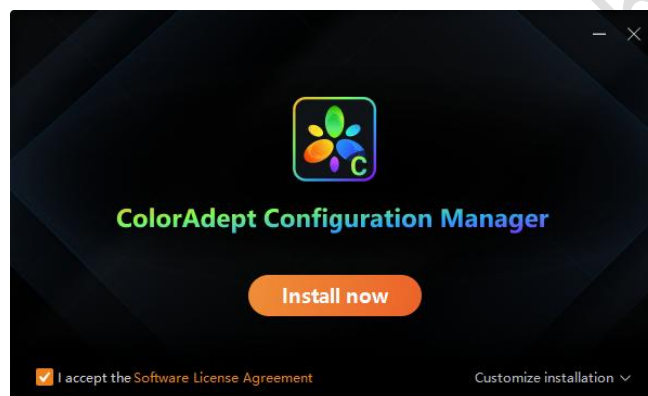 C
ColorAdept Configuration Manager
Install now
I accept the Software License Agreement
Customize installation